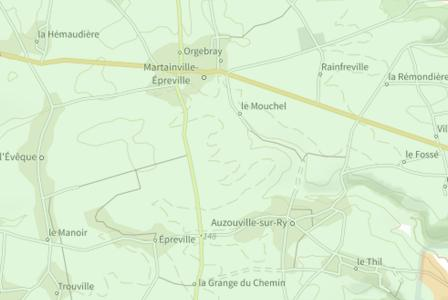 la Hémaudière
Orgebray
Martainville-
Épreville
Rainfreville
la Rémondière
le Mouchel
le Fossé
l'Évêque
Auzouville-sur-Ry
le Manoir
Épreville
148
le Thil
la Grange du Chemin
Trouville